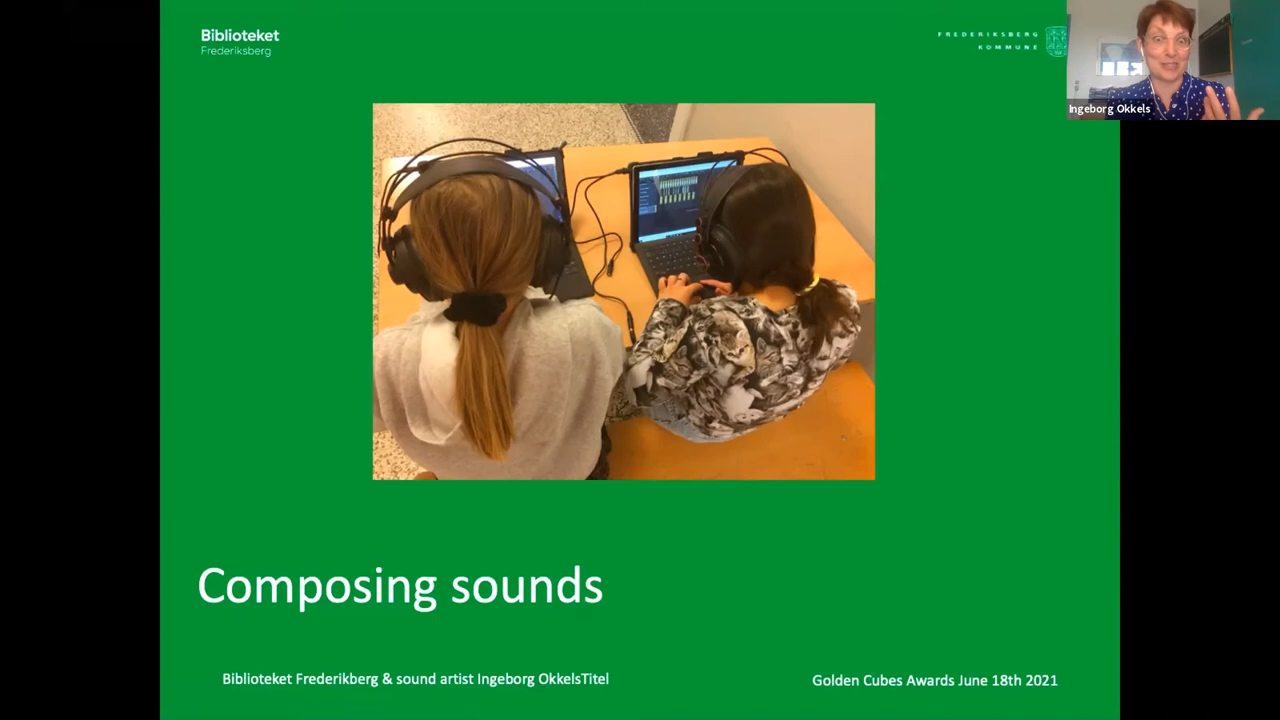 Biblioteket
Frederiksberg
FREDERIKSBERG
KOMMUNE
Ingeborg Okkels
Composing sounds
Biblioteket Frederikberg & sound artist Ingeborg OkkelsTitel
Golden Cubes Awards June 18th 2021